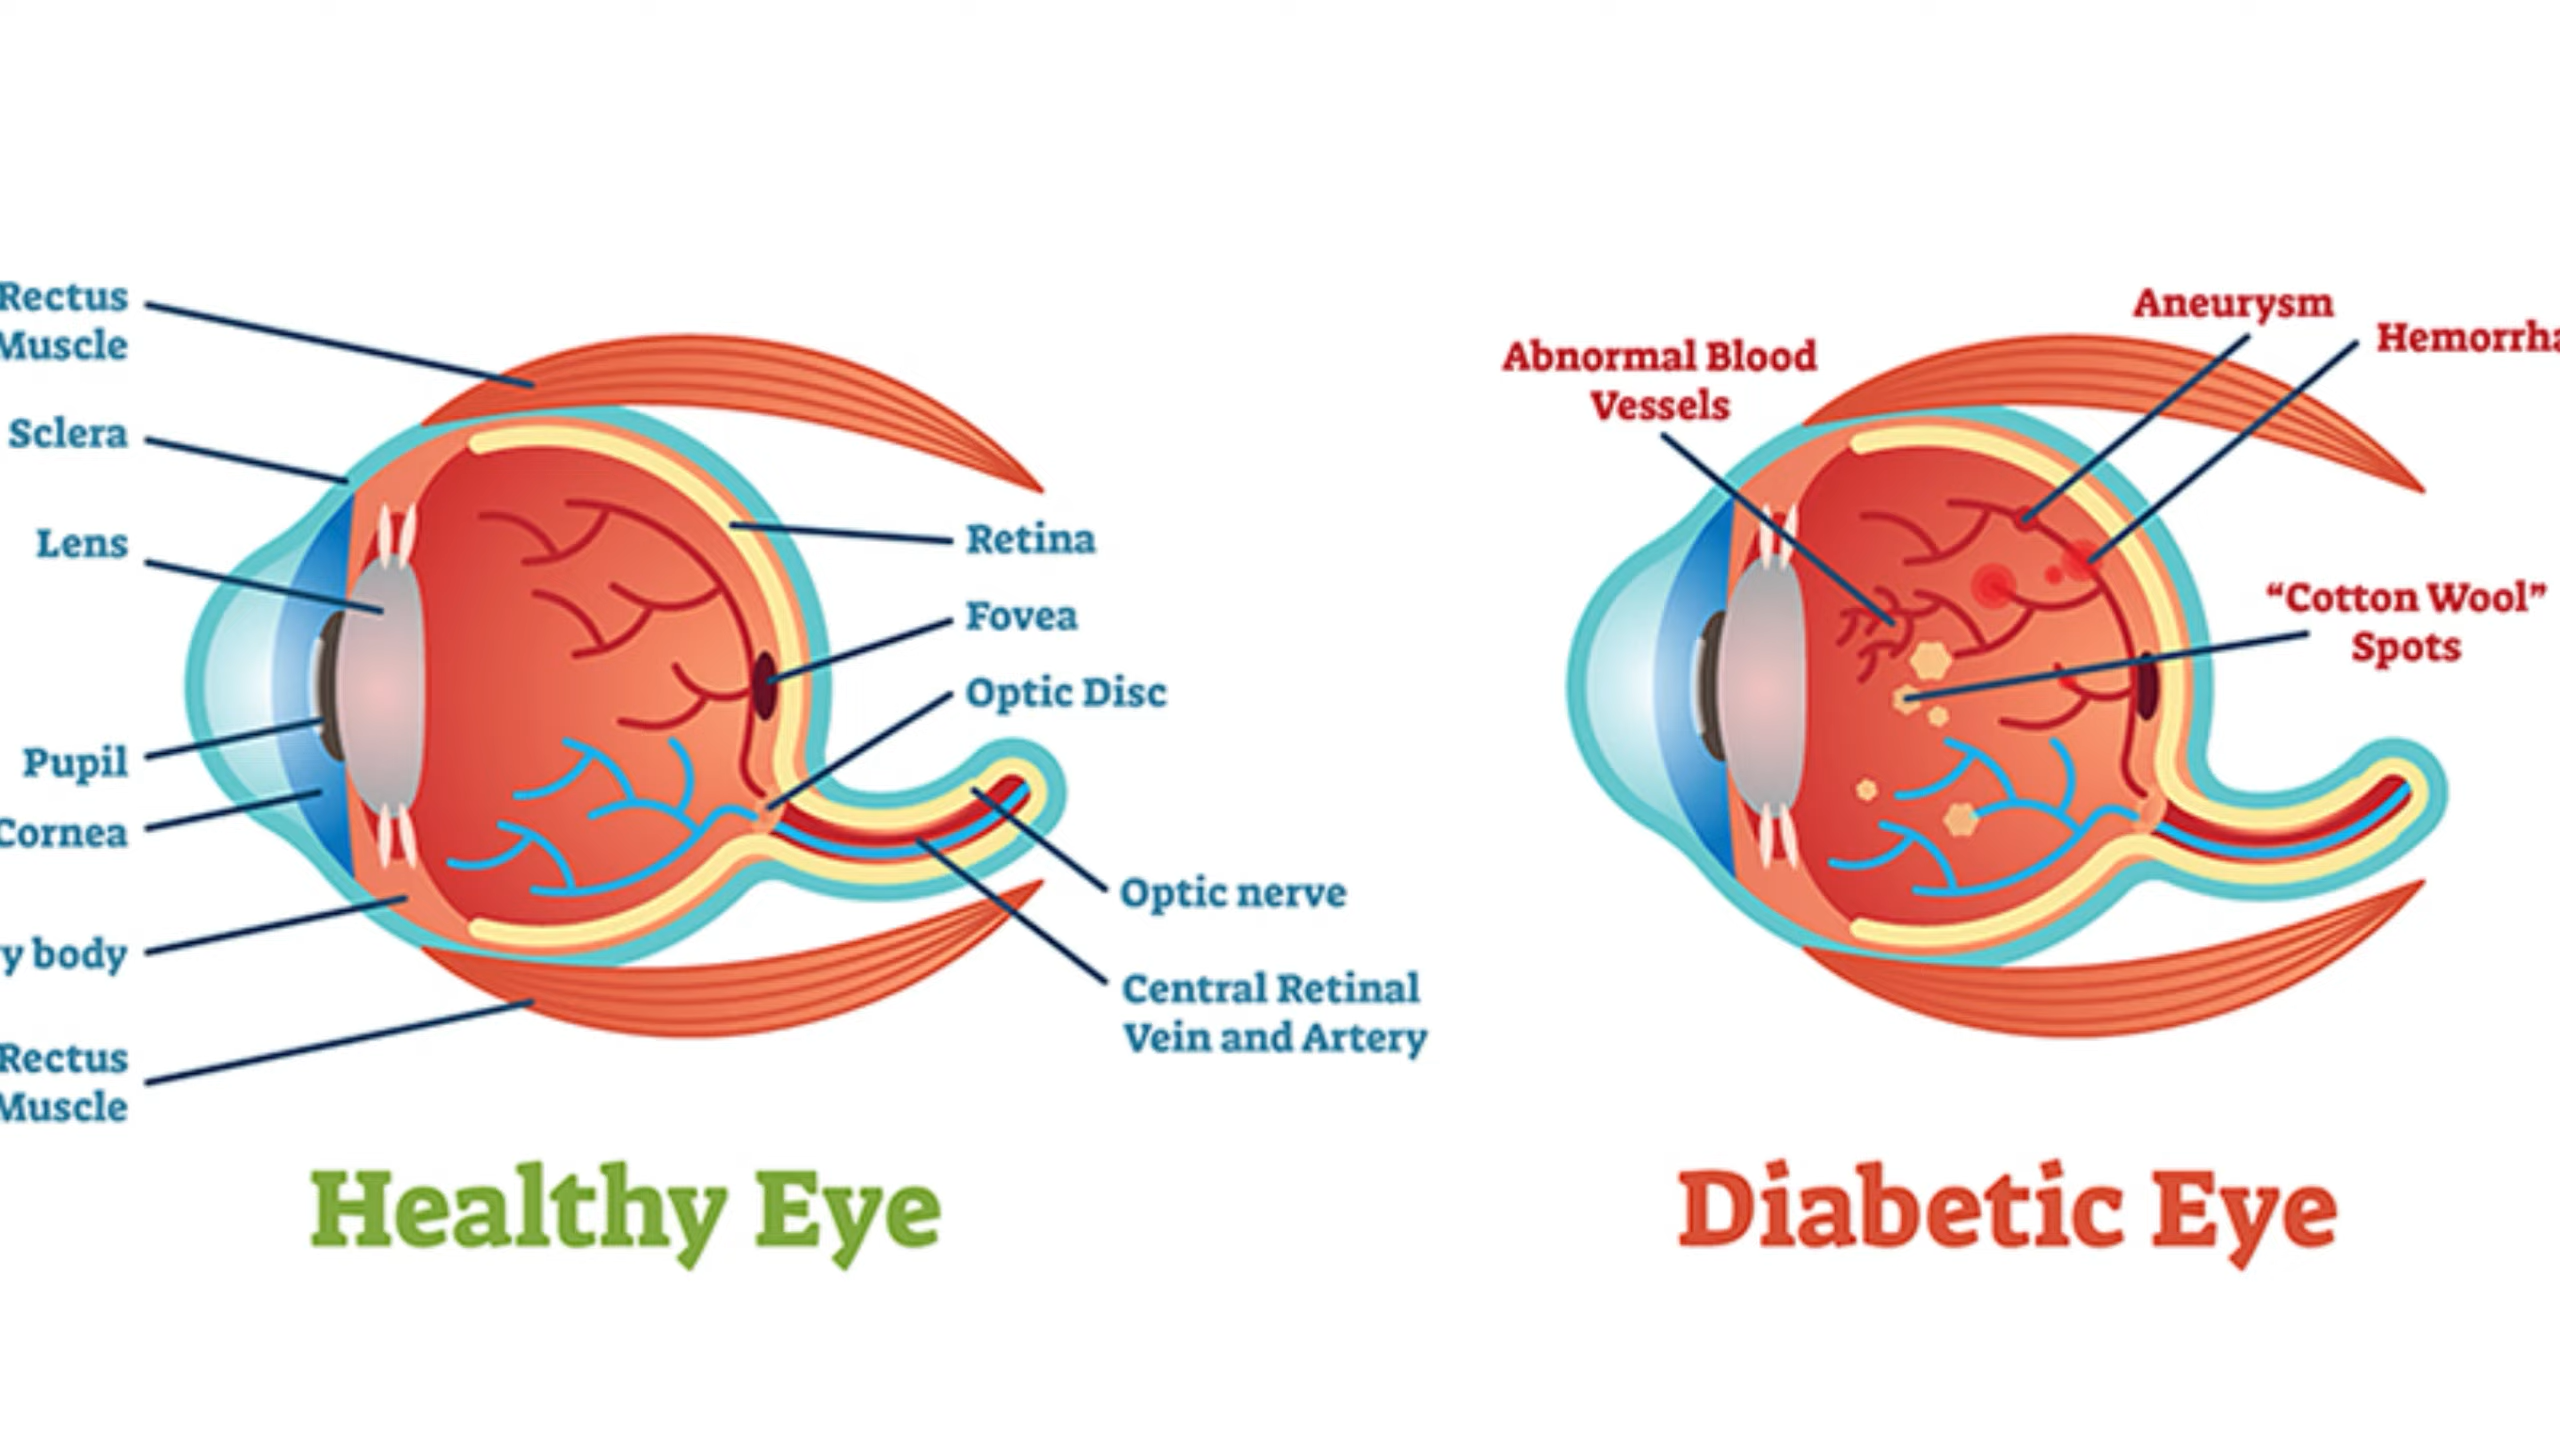 Rectus
Muscle
Sclera
Lens
Pupil
Cornea
y body
Rectus
Muscle
Retina
Fovea
Optic Disc
Optic nerve
Central Retinal
Vein and Artery
Healthy Eye
Abnormal Blood
Vessels
Aneurysm
Hemorrha
“Cotton Wool”
Spots
Diabetic Eye